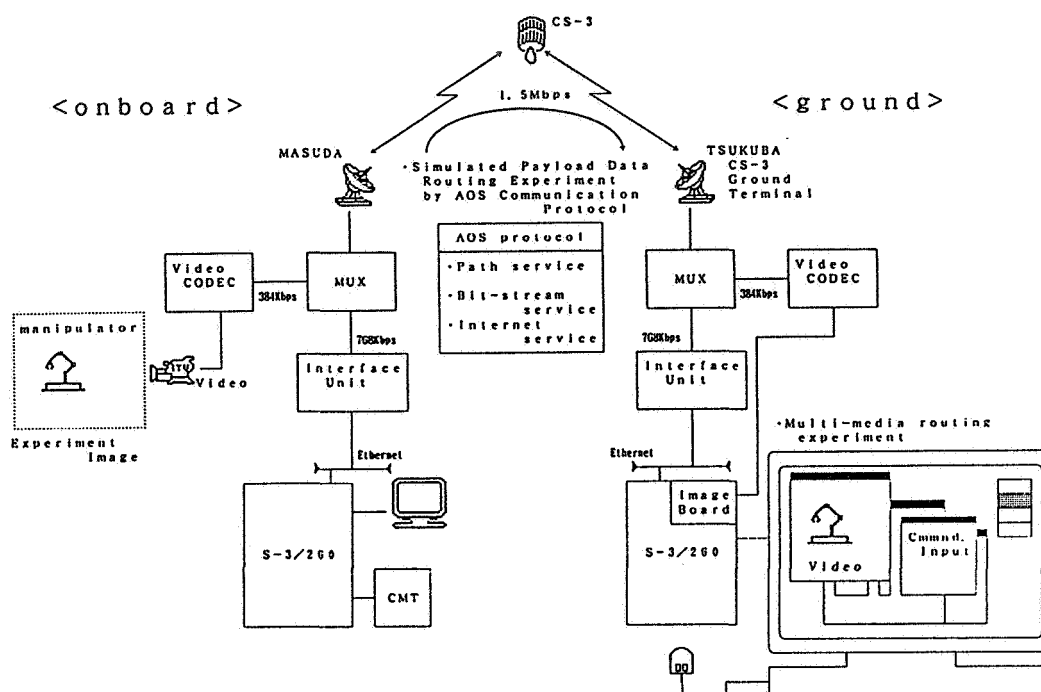 CS-3
<onboard>
1.5Mbps
<ground>
MASUDA
・Simulated Payload Data
Routing Experiment
by AOS Communication
Protocol
TSUKUBA
CS-3
Ground
Terminal
AOS protocol
・Path service
・Bit-stream
service
・Internet
service
Video
CODEC
384Kbps
MUX
768Kbps
manipulator
Video
Experiment
Image
Interface
Unit
Ethernet
S-3/260
CMT
MUX
384Kbps
Video
CODEC
768Kbps
Interface
Unit
Ethernet
Image
Board
S-3/260
・Multi-media routing
experiment
Video
Cmmnd.
Input